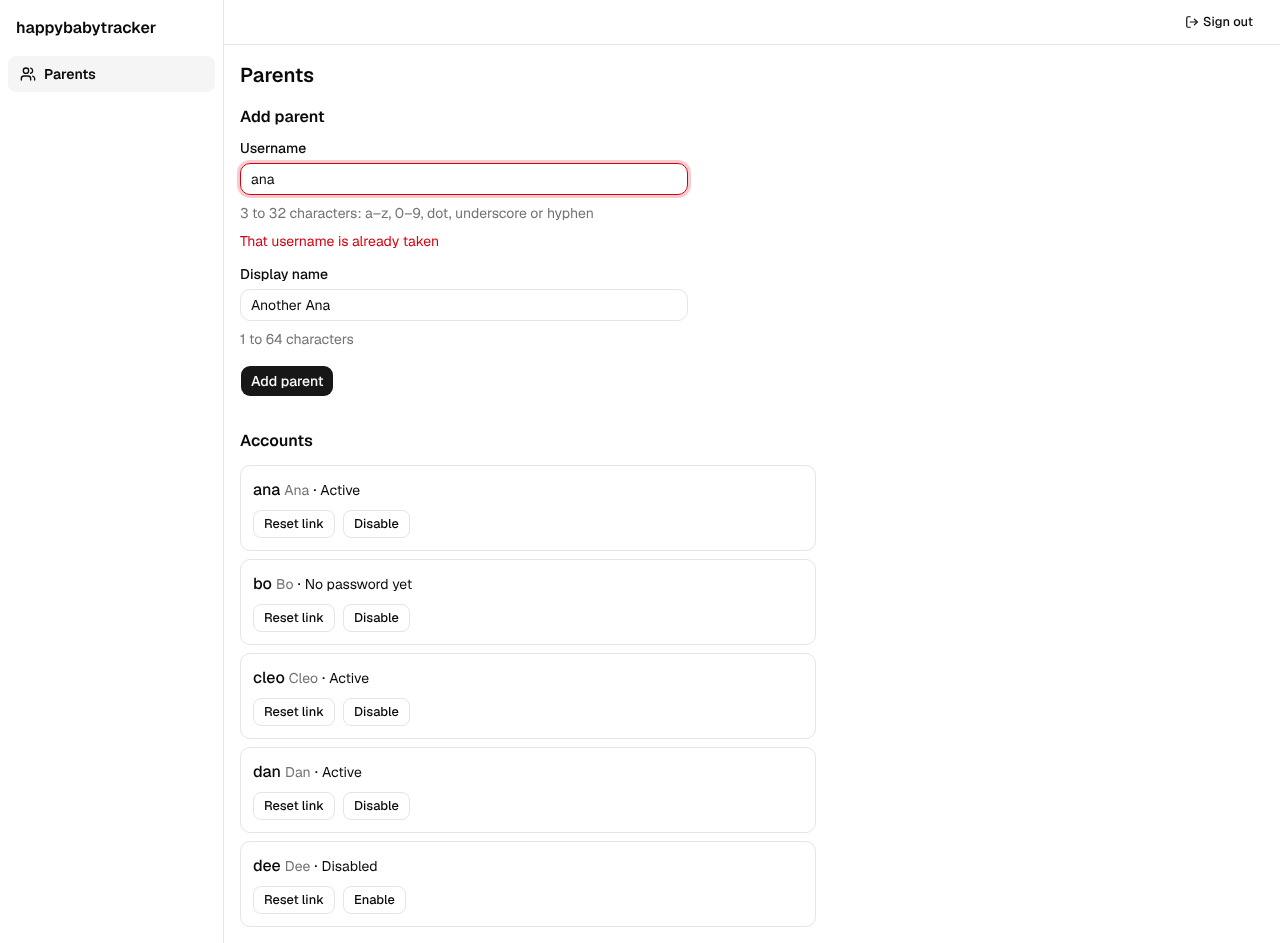 happybabytracker
Sign out
Parents
Parents
Add parent
Username
ana
3 to 32 characters: a–z, 0–9, dot, underscore or hyphen
That username is already taken
Display name
Another Ana
1 to 64 characters
Add parent
Accounts
ana Ana · Active
Reset link Disable
bo Bo · No password yet
Reset link Disable
cleo Cleo · Active
Reset link Disable
dan Dan · Active
Reset link Disable
dee Dee · Disabled
Reset link Enable